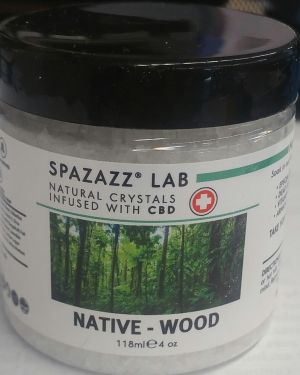 SPAZAZZ® LAB
NATURAL CRYSTALS
INFUSED WITH CBD
NATIVE - WOOD
118ml℮4 oz